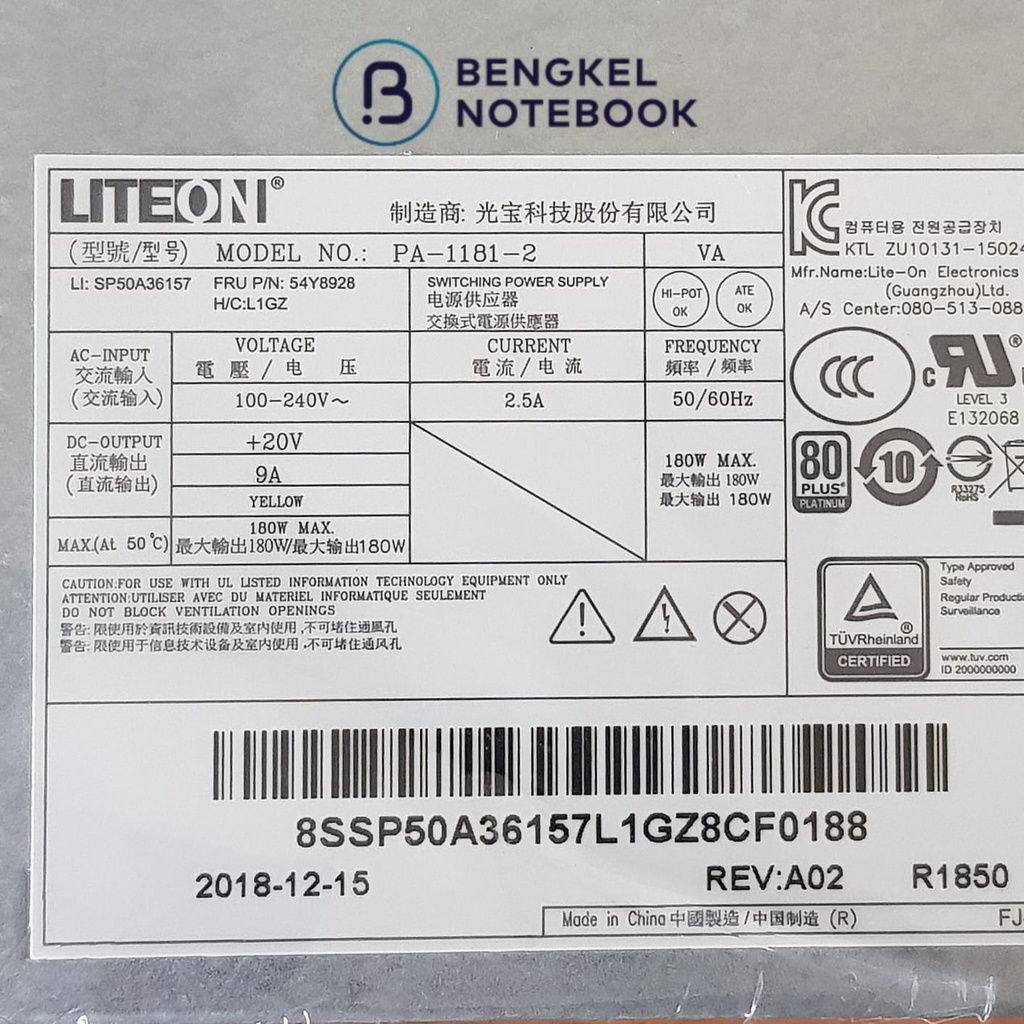 BENGKEL
NOTEBOOK
LITEON®
制造商: 光宝科技股份有限公司
(型號/型号) MODEL NO.: PA-1181-2 VA
LI: SP50A36157 FRU P/N: 54Y8928
H/C:L1GZ
SWITCHING POWER SUPPLY
电源供应器
交換式電源供應器
HI-POT
OK
ATE
OK
AC-INPUT
交流輸入
(交流输入)
VOLTAGE
電 壓 / 电 压
CURRENT
電流 / 电 流
FREQUENCY
頻率 / 频率
100-240V~ 2.5A 50/60Hz
DC-OUTPUT
直流輸出
(直流输出)
+20V
9A
YELLOW
180W MAX.
最大輸出 180W
最大输出 180W
MAX.(At 50℃)
180W MAX.
最大輸出180W/最大输出180W
CAUTION:FOR USE WITH UL LISTED INFORMATION TECHNOLOGY EQUIPMENT ONLY
ATTENTION:UTILISER AVEC DU MATERIEL INFORMATIQUE SEULEMENT
DO NOT BLOCK VENTILATION OPENINGS
警告: 限使用於資訊技術設備及室内使用,不可堵住通風孔
警告: 限使用于信息技术设备及室内使用,不可堵住通风孔
컴퓨터용 전원공급장치
KTL ZU10131-15024
Mfr.Name:Lite-On Electronics
(Guangzhou)Ltd.
A/S Center:080-513-088
CCC
c RU ®
LEVEL 3
E132068
80
PLUS®
PLATINUM
10
R33275
RoHS
TÜVRheinland
CERTIFIED
Type Approved
Safety
Regular Productio
Surveillance
www.tuv.com
ID 2000000000
8SSP50A36157L1GZ8CF0188
2018-12-15 REV:A02 R1850
Made in China 中國製造/中国制造 (R) FJ